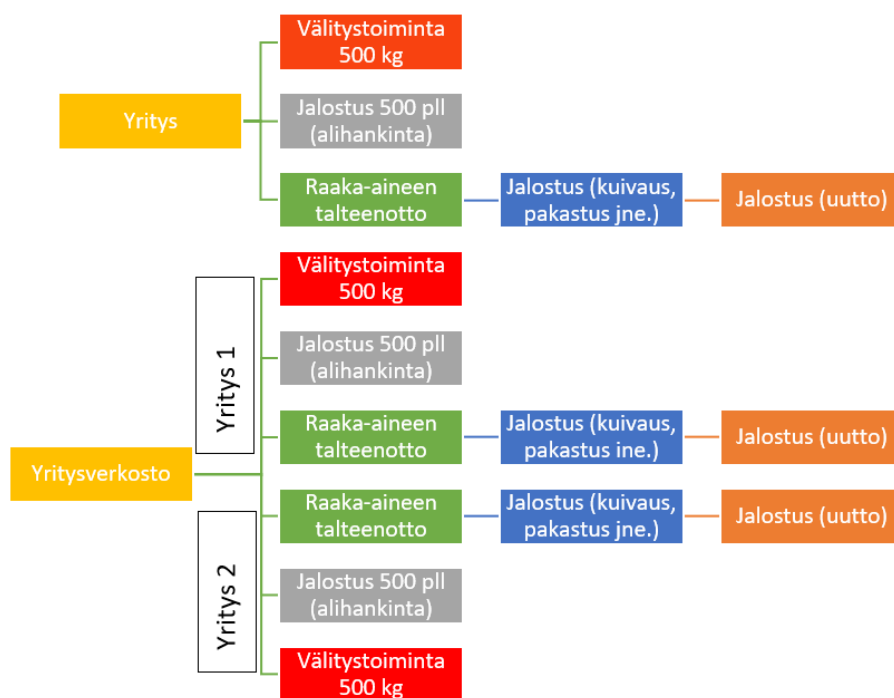 Välitystoiminta
500 kg
Yritys
Jalostus 500 pll
(alihankinta)
Raaka-aineen
talteenotto
Jalostus (kuivaus,
pakastus jne.)
Jalostus (uutto)
Yritysverkosto
Yritys 1
Välitystoiminta
500 kg
Jalostus 500 pll
(alihankinta)
Raaka-aineen
talteenotto
Jalostus (kuivaus,
pakastus ine.)
Jalostus (uutto)
Yritys 2
Raaka-aineen
talteenotto
Jalostus (kuivaus,
pakastus jne.)
Jalostus (uutto)
Jalostus 500 pll
(alihankinta)
Välitystoiminta
500 kg